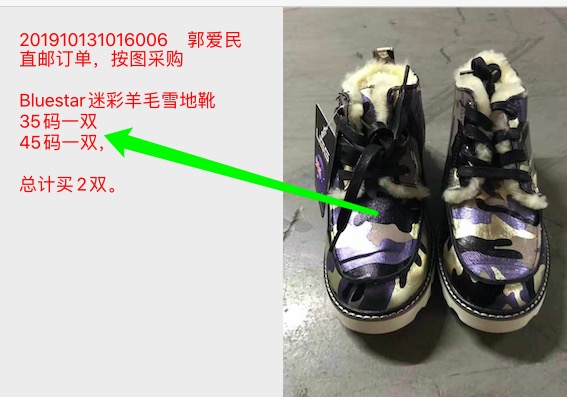 201910131016006 郭爱民
直邮订单，按图采购
Bluestar迷彩羊毛雪地靴
35码一双
45码一双，
总计买2双。